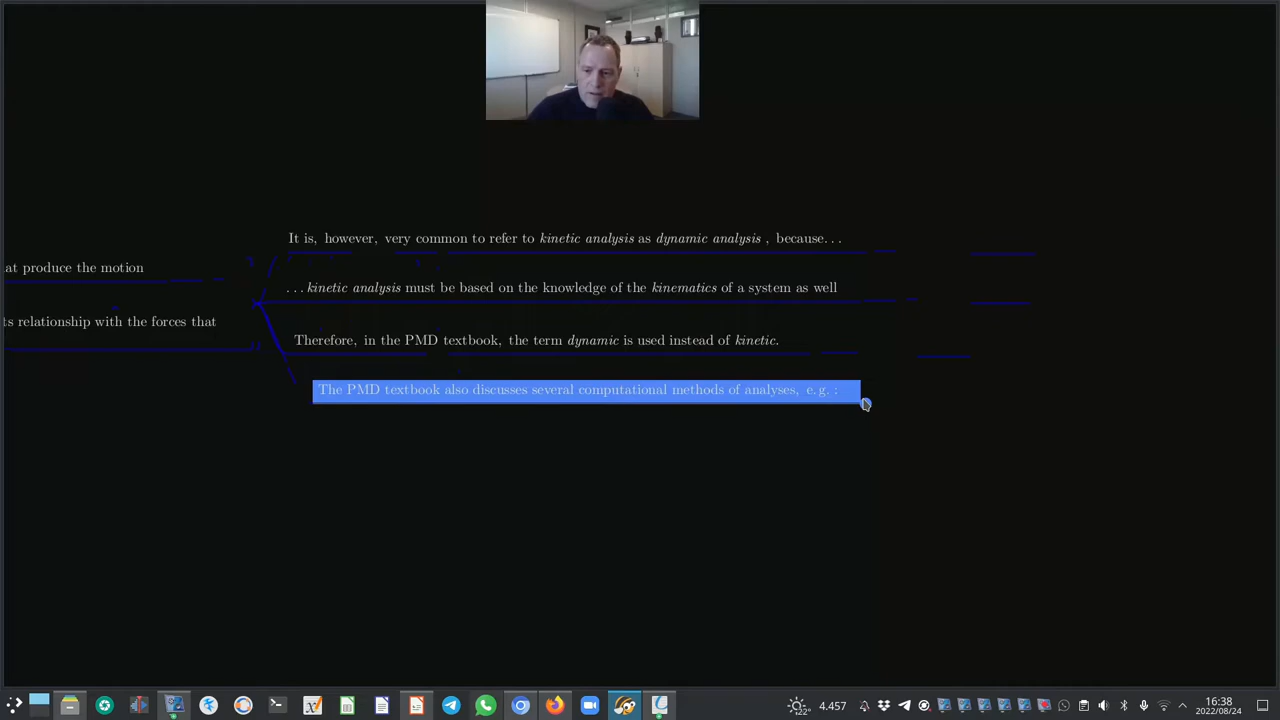 It is, however, very common to refer to kinetic analysis as dynamic analysis , because...
at produce the motion
...kinetic analysis must be based on the knowledge of the kinematics of a system as well
ts relationship with the forces that
Therefore, in the PMD textbook, the term dynamic is used instead of kinetic.
The PMD textbook also discusses several computational methods of analyses, e.g. :
22°
4.457
16:38
2022/08/24